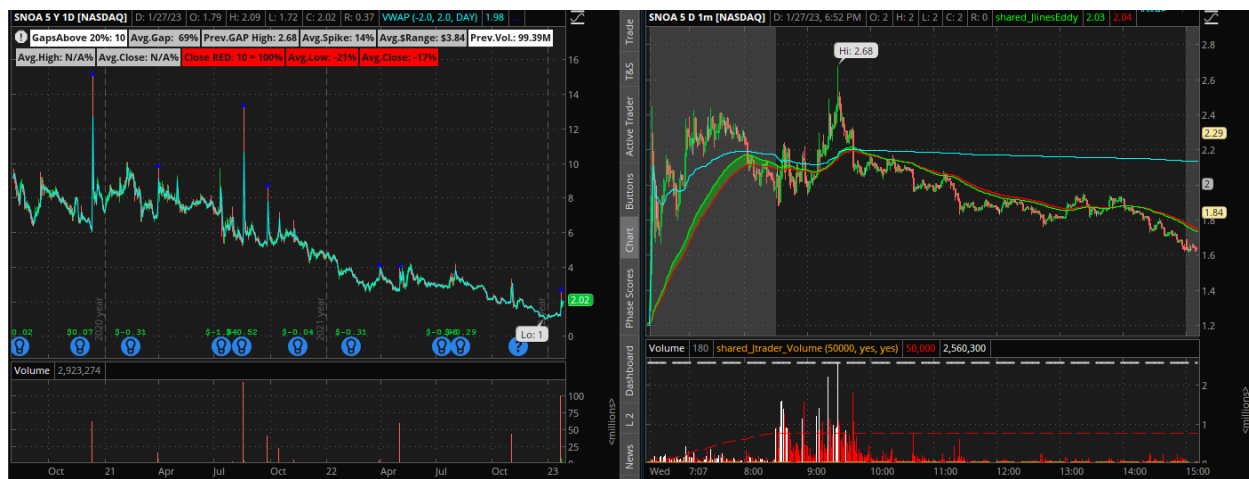 SNOA 5 Y 1D [NASDAQ] D: 1/27/23 O: 1.79 H: 2.09 L: 1.72 C: 2.02 R: 0.37 VWAP (-2.0, 2.0, DAY) 1.98
GapsAbove 20%: 10 Avg.Gap: 69% Prev.GAP High: 2.68 Avg.Spike: 14% Avg.$Range: $3.84 Prev.Vol.: 99.39M
Avg.High: N/A% Avg.Close: N/A% Close RED: 10 ~ 100% Avg.Low: -21% Avg.Close: -17%
16
14
12
10
8
6
4
2.02
0
2020 year
2021 year
year
Lo: 1
$0.07 $-0.31 $-0.52 $-0.04 $-0.31
Volume 2,923,274
100
75
50
25
<millions>
Oct 21 Apr Jul Oct 22 Apr Jul Oct 23
Trade
T&S
Active Trader
Buttons
Chart
Phase Scores
Dashboard
L 2
News
SNOA 5 D 1m [NASDAQ] D: 1/27/23, 6:52 PM O: 2 H: 2 L: 2 C: 2 R: 0 shared_JlinesEddy 2.03 2.04
Hi: 2.68
2.8
2.6
2.4
2.29
2.2
2
1.84
1.8
1.6
1.4
1.2
Volume 180 shared_Jtrader_Volume (50000, yes, yes) 50,000 2,560,300
2
1
0
<millions>
Wed 7:07 8:00 9:00 10:00 11:00 12:00 13:00 14:00 15:00